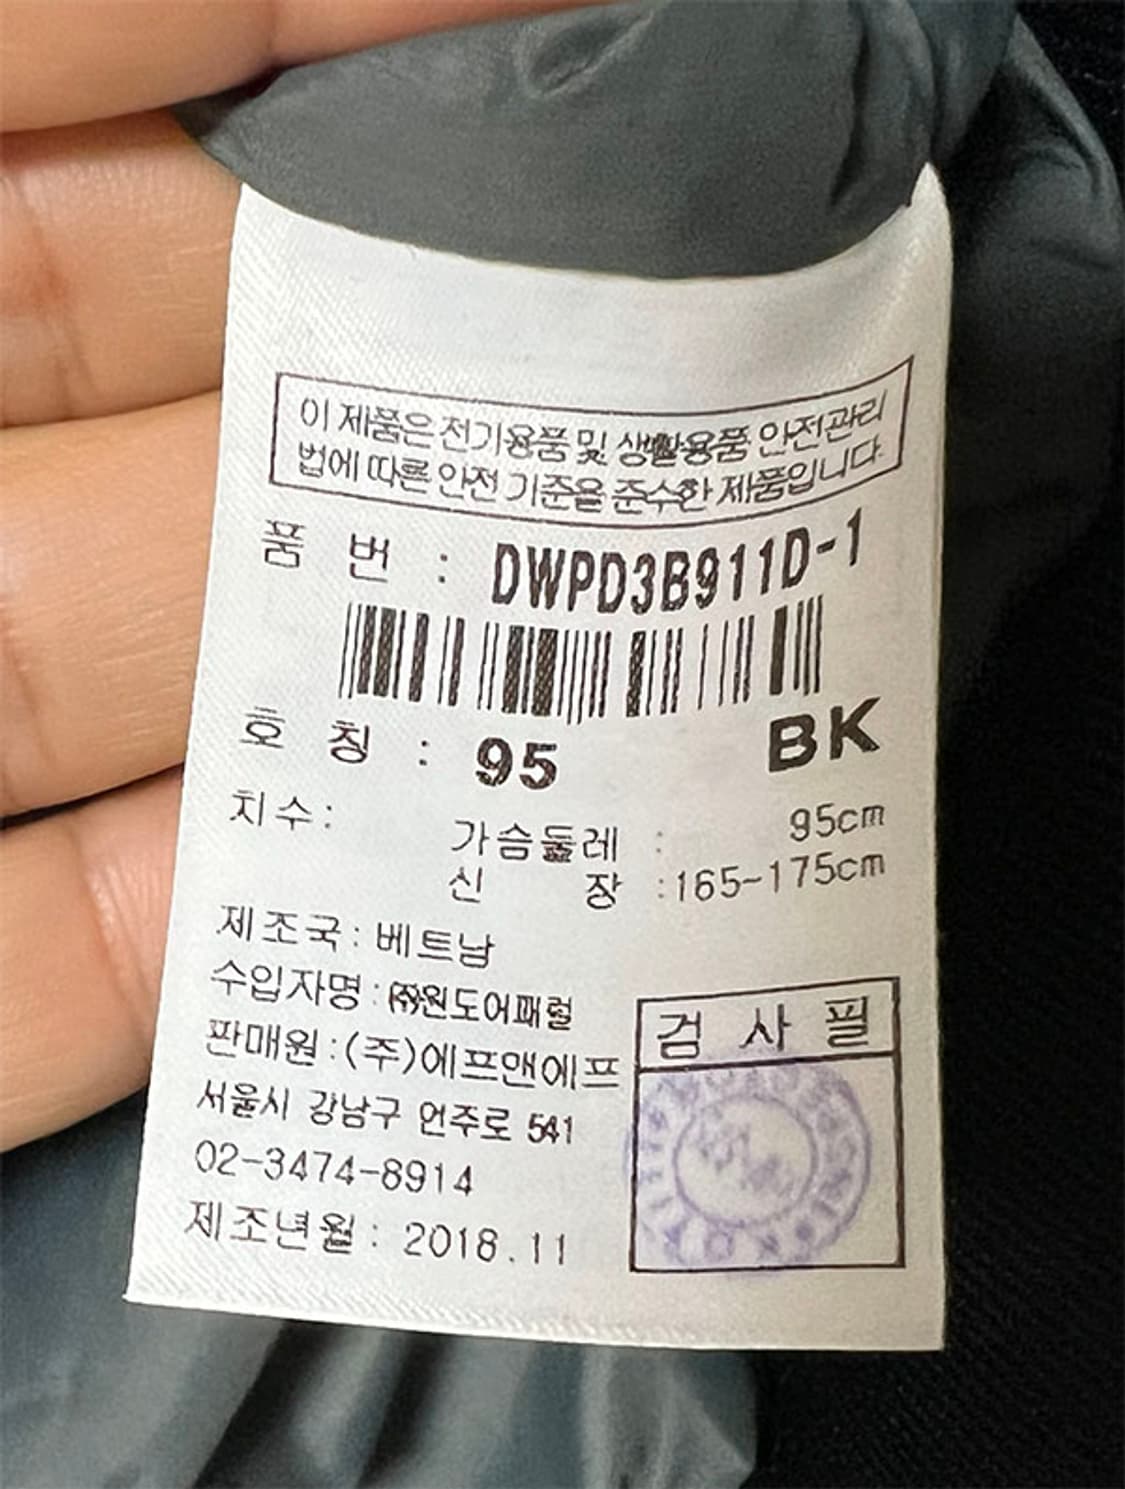 이 제품은 전기용품 및 생활용품 안전관리
법에 따른 안전 기준을 준수한 제품입니다.
품 번 : DWPD3B911D-1
호 칭 : 95 BK
치수: 가슴둘레 : 95cm
신 장 :165-175cm
제조국: 베트남
수입자명 : ㈜윈도어패럴
판매원 : (주)에프앤에프
서울시 강남구 언주로 541
02-3474-8914
제조년월 : 2018.11
검 사 필